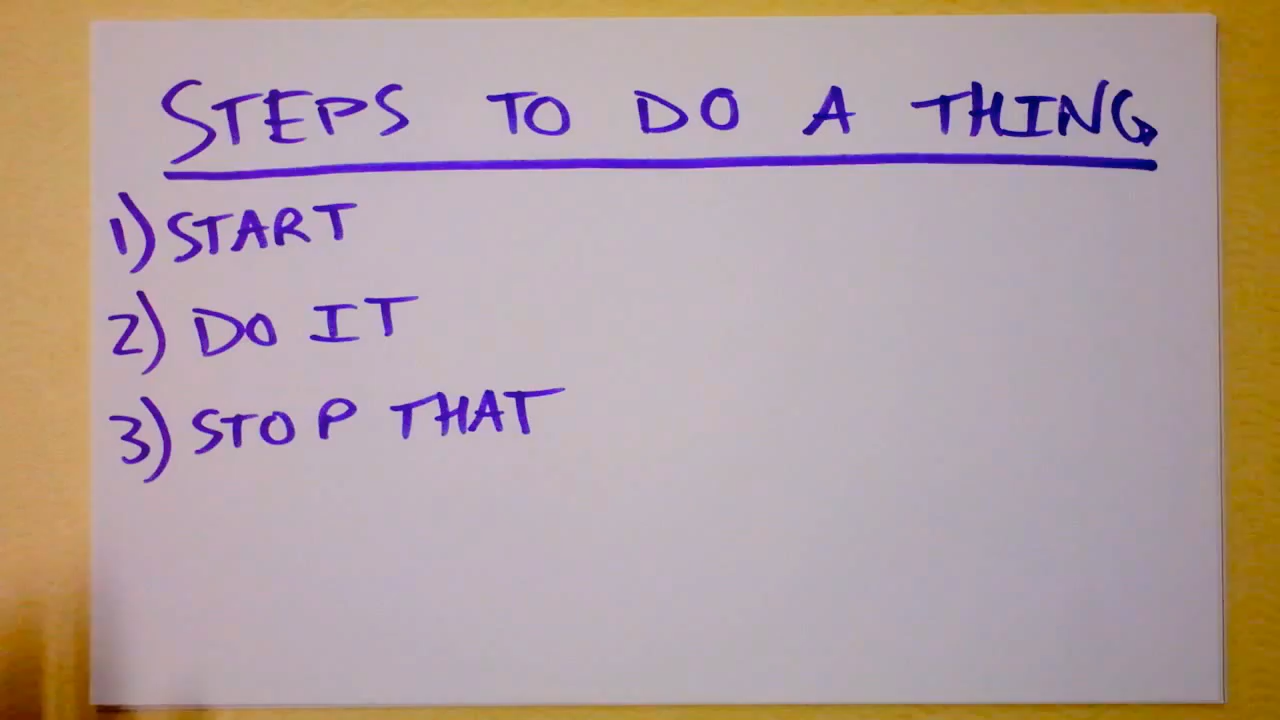 STEPS TO DO A THING
1) START
2) DO IT
3) STOP THAT